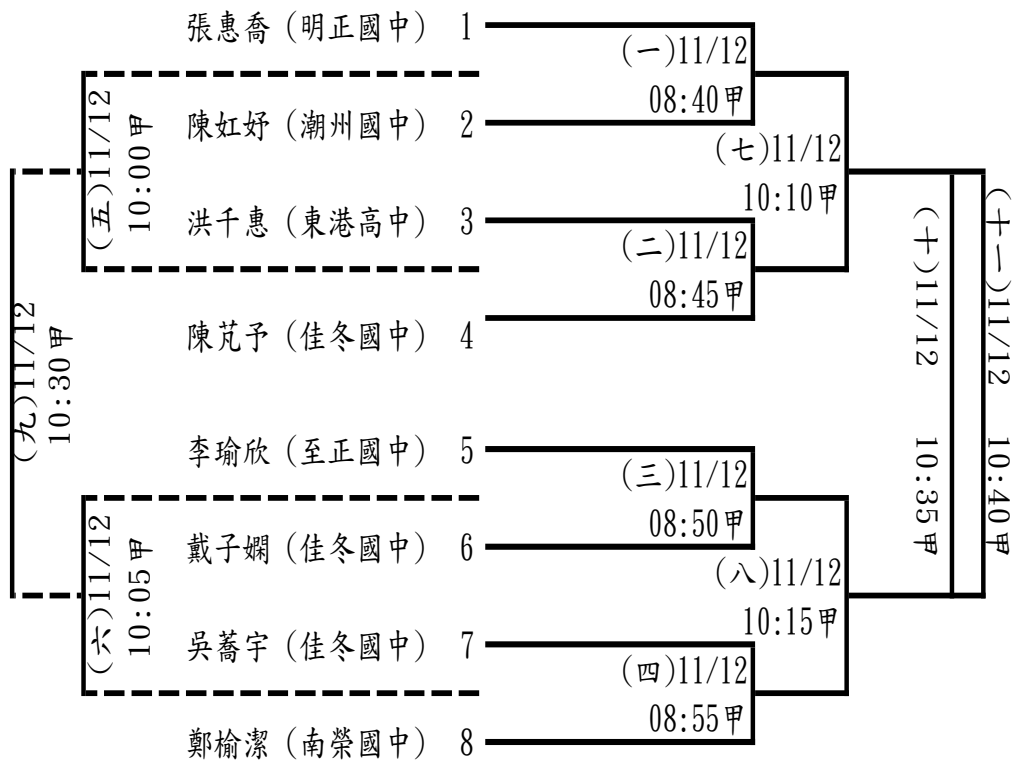 張惠喬 (明正國中) 1
(一)11/12
08:40甲
陳虹妤 (潮州國中) 2
(五)11/12
10:00甲
(七)11/12
10:10甲
洪千惠 (東港高中) 3
(二)11/12
08:45甲
陳芃予 (佳冬國中) 4
(九)11/12
10:30甲
(十)11/12 10:35甲
(十一)11/12 10:40甲
李瑜欣 (至正國中) 5
(三)11/12
08:50甲
戴子嫻 (佳冬國中) 6
(六)11/12
10:05甲
(八)11/12
10:15甲
吳蕎宇 (佳冬國中) 7
(四)11/12
08:55甲
鄭榆潔 (南榮國中) 8